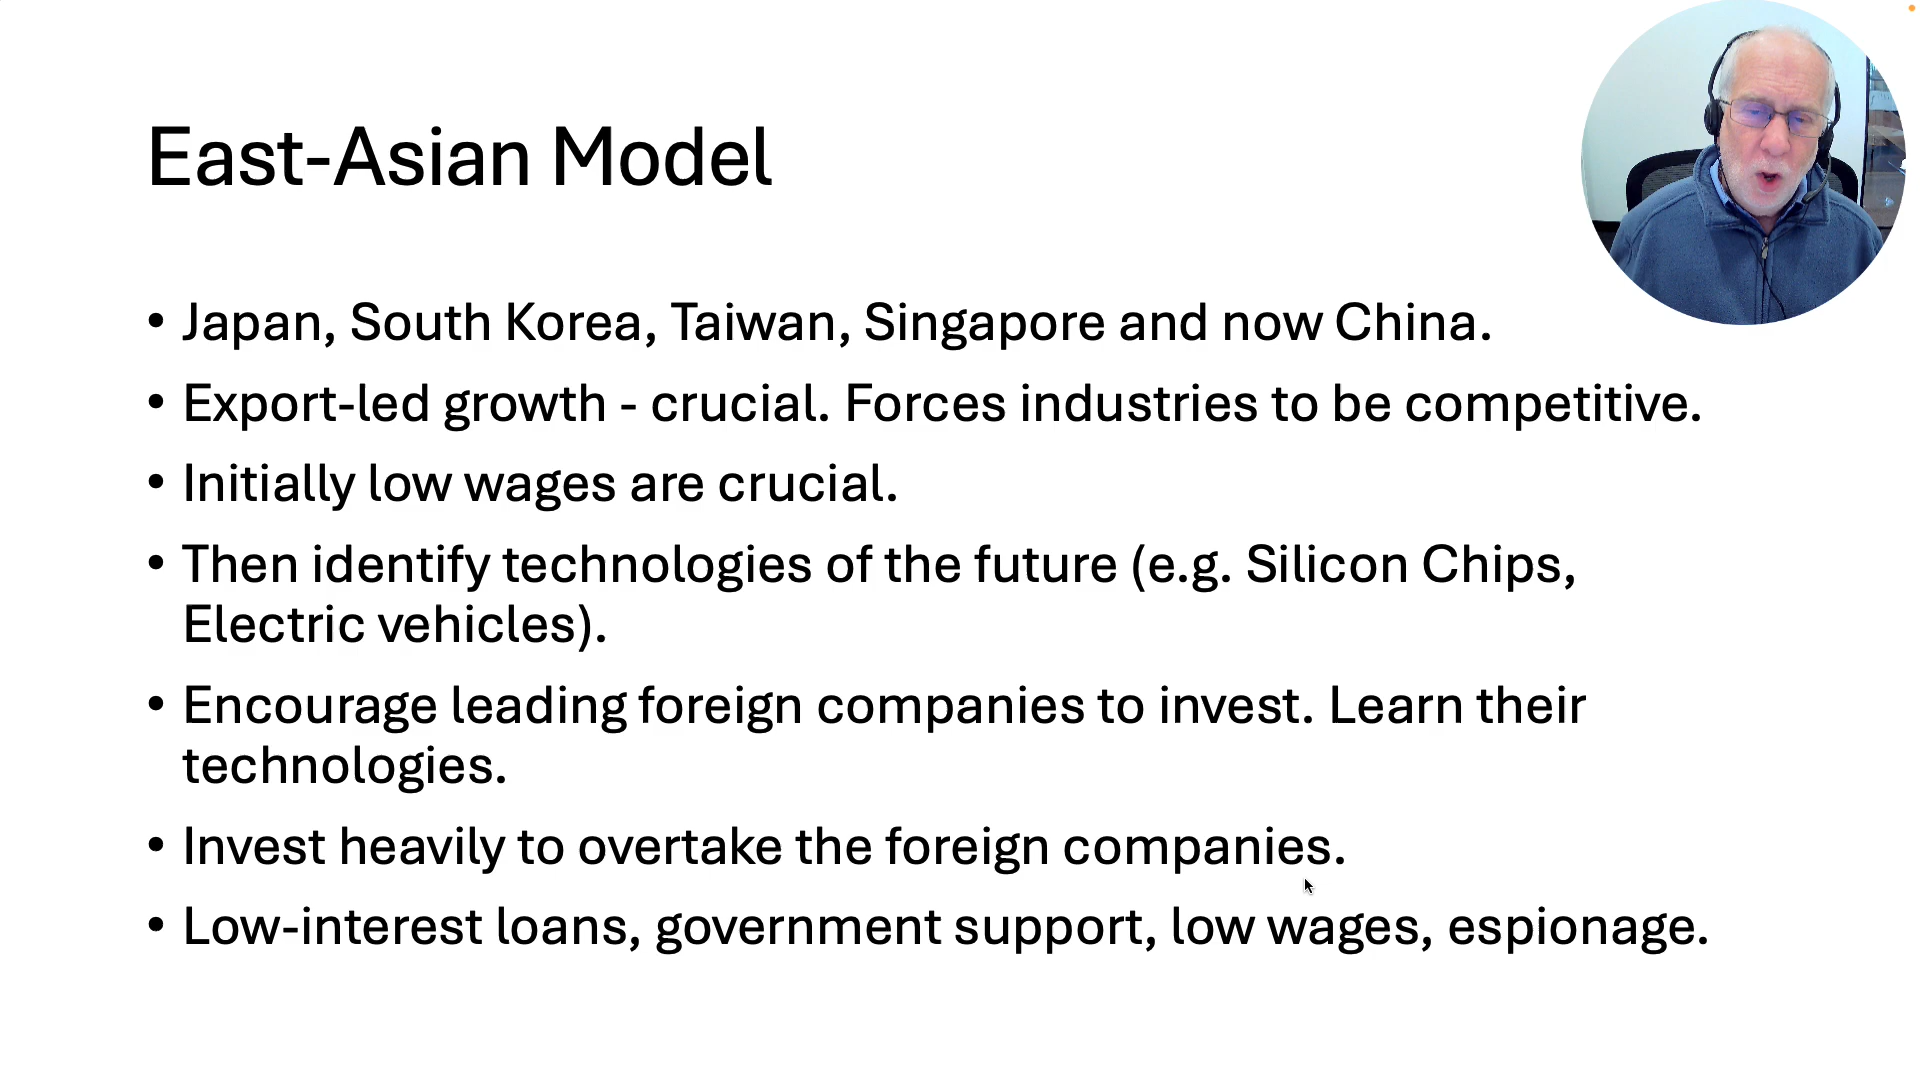 East-Asian Model
• Japan, South Korea, Taiwan, Singapore and now China.
• Export-led growth - crucial. Forces industries to be competitive.
• Initially low wages are crucial.
• Then identify technologies of the future (e.g. Silicon Chips,
Electric vehicles).
• Encourage leading foreign companies to invest. Learn their
technologies.
• Invest heavily to overtake the foreign companies.
• Low-interest loans, government support, low wages, espionage.